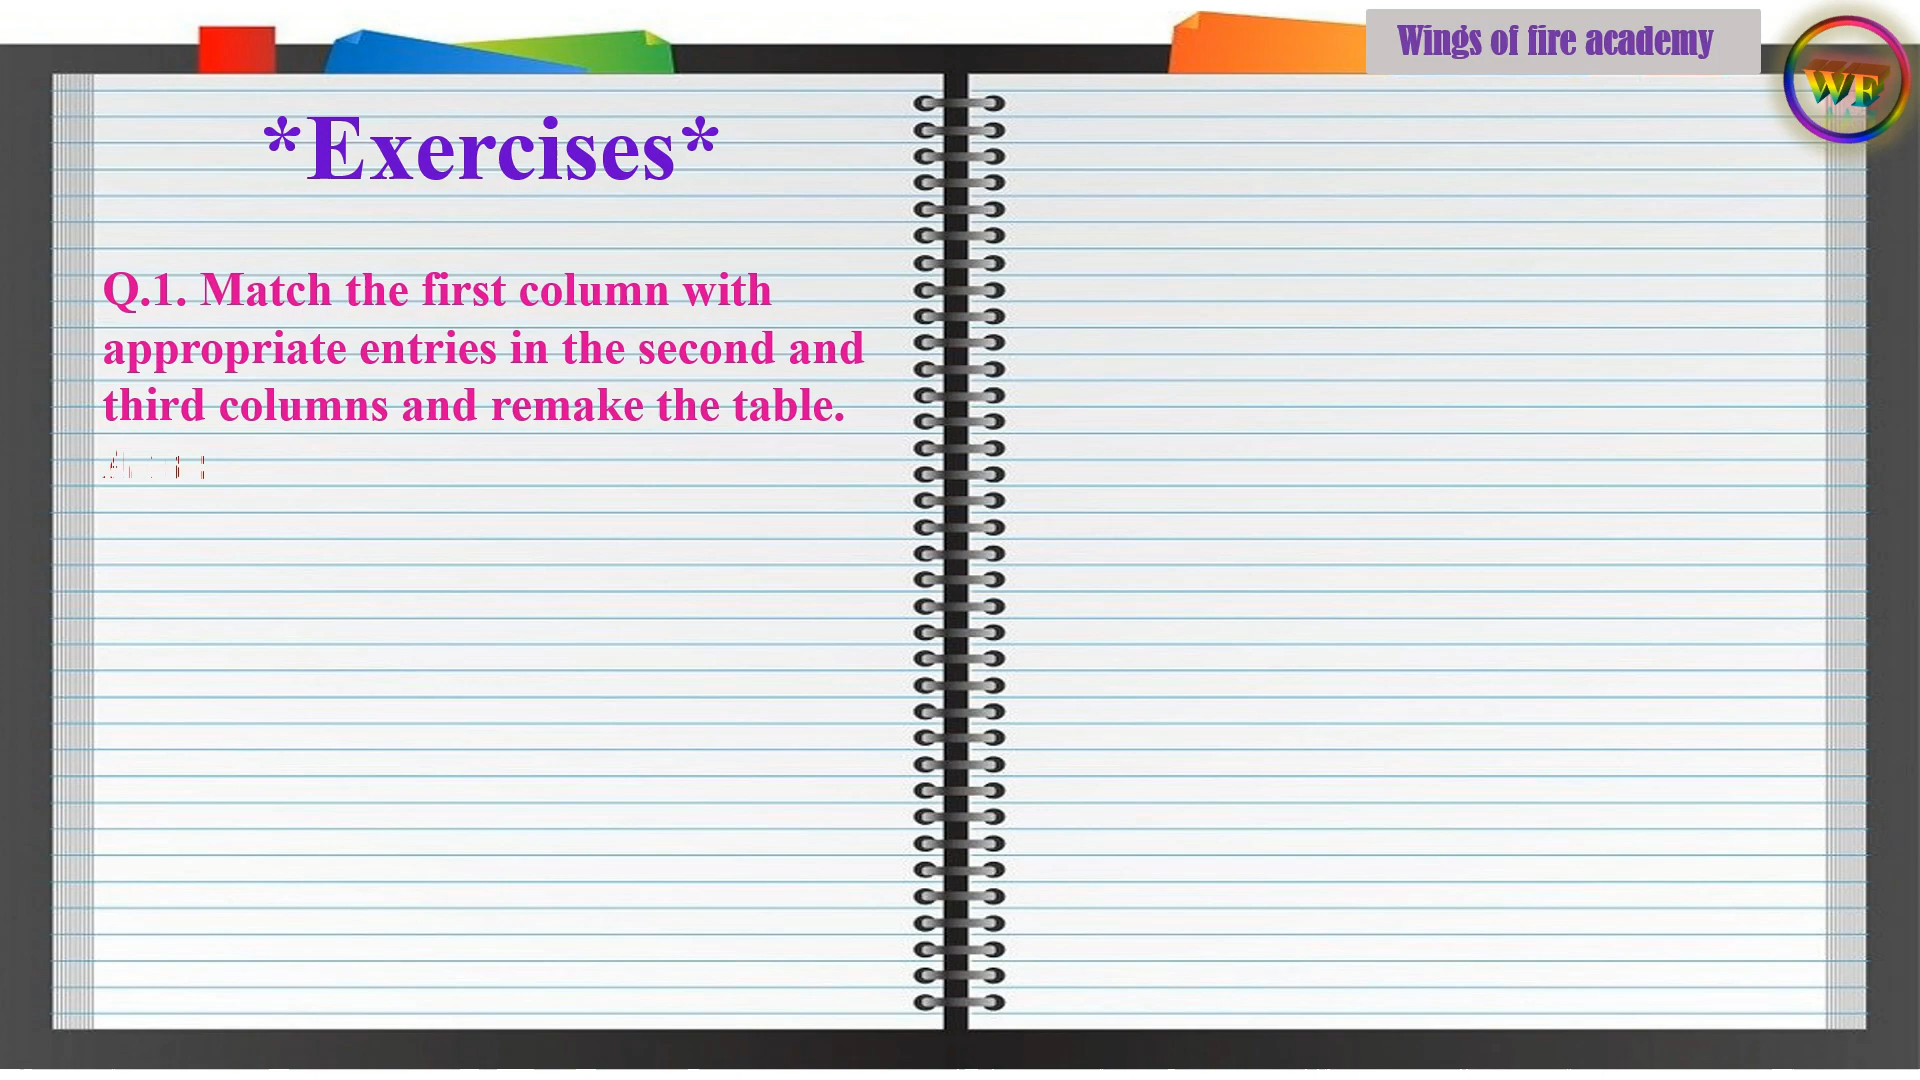 Wings of fire academy
WF
*Exercises*
Q.1. Match the first column with
appropriate entries in the second and
third columns and remake the table.